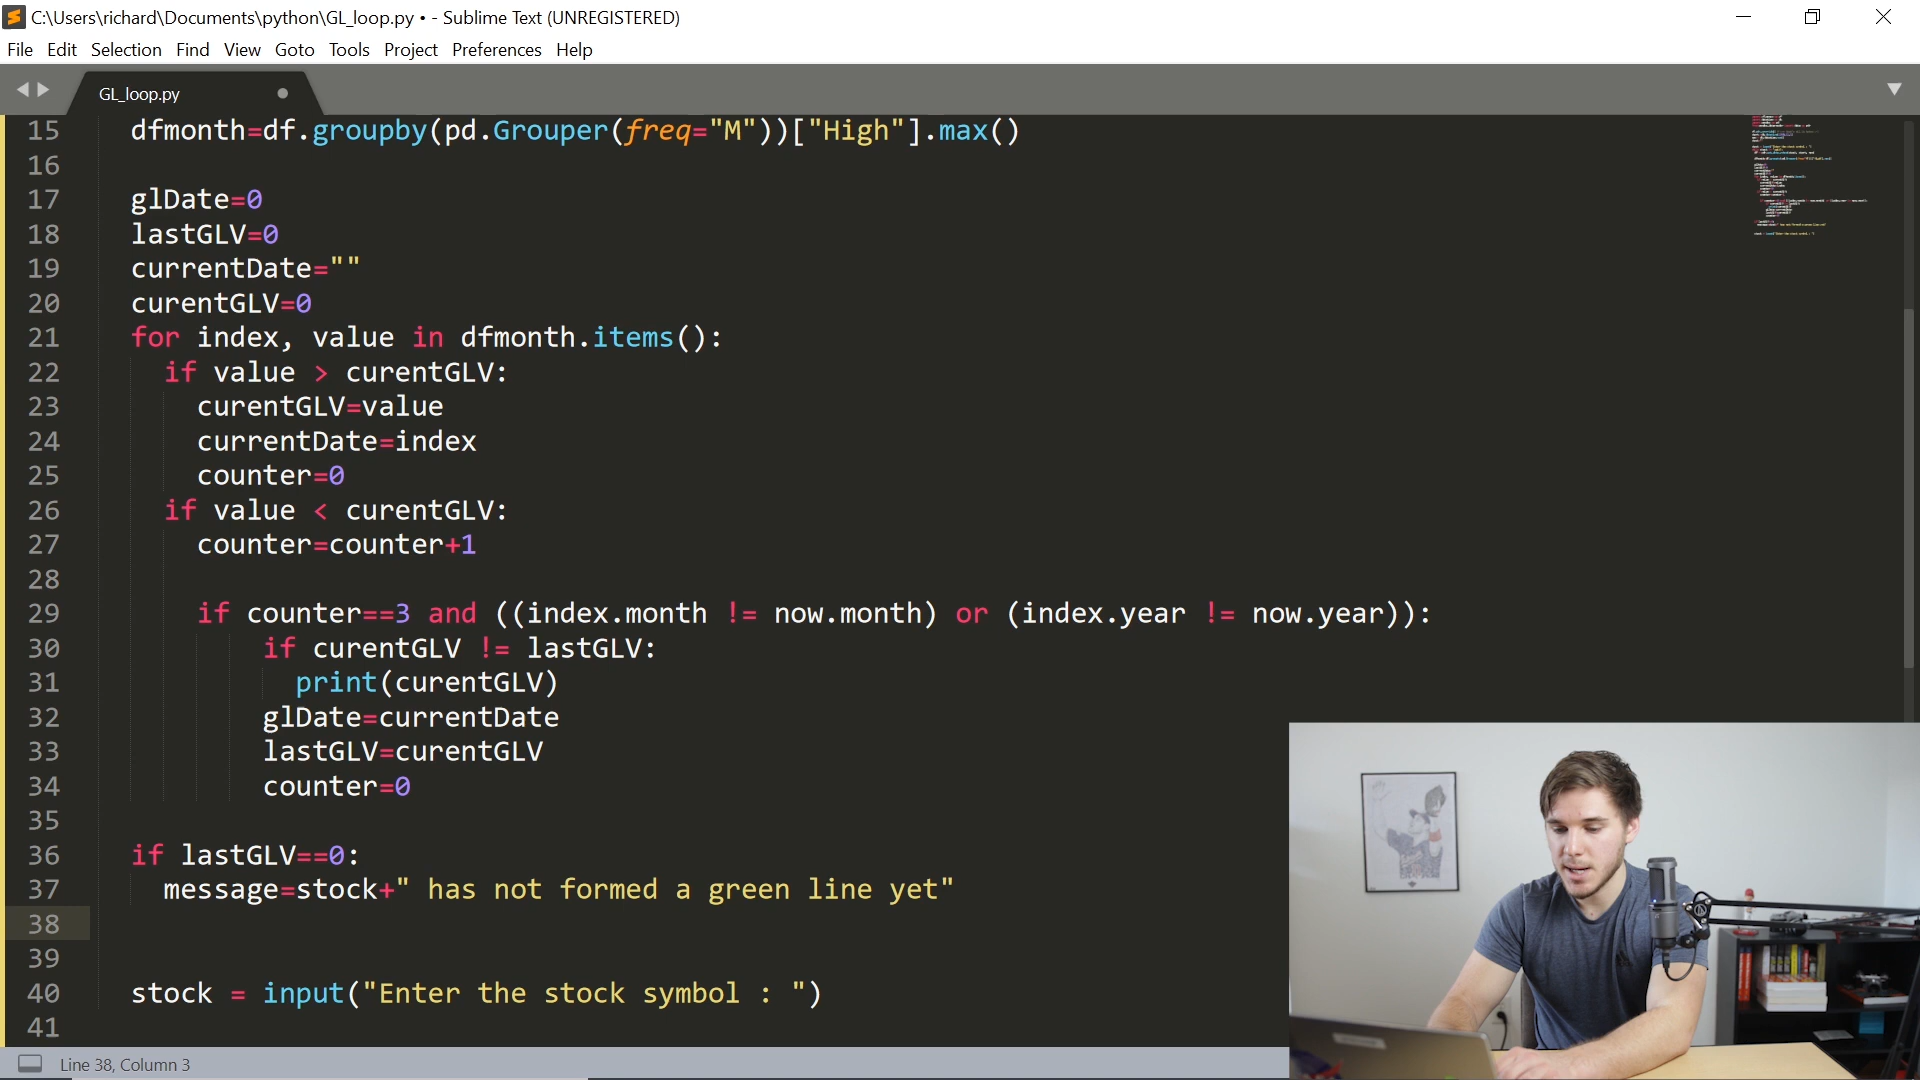 C:\Users\richard\Documents\python\GL_loop.py • - Sublime Text (UNREGISTERED)
File Edit Selection Find View Goto Tools Project Preferences Help
GL_loop.py
15 dfmonth=df.groupby(pd.Grouper(freq="M"))["High"].max()
16
17 glDate=0
18 lastGLV=0
19 currentDate=""
20 curentGLV=0
21 for index, value in dfmonth.items():
22 if value > curentGLV:
23 curentGLV=value
24 currentDate=index
25 counter=0
26 if value < curentGLV:
27 counter=counter+1
28
29 if counter==3 and ((index.month != now.month) or (index.year != now.year)):
30 if curentGLV != lastGLV:
31 print(curentGLV)
32 glDate=currentDate
33 lastGLV=curentGLV
34 counter=0
35
36 if lastGLV==0:
37 message=stock+" has not formed a green line yet"
38
39
40 stock = input("Enter the stock symbol : ")
41
Line 38, Column 3